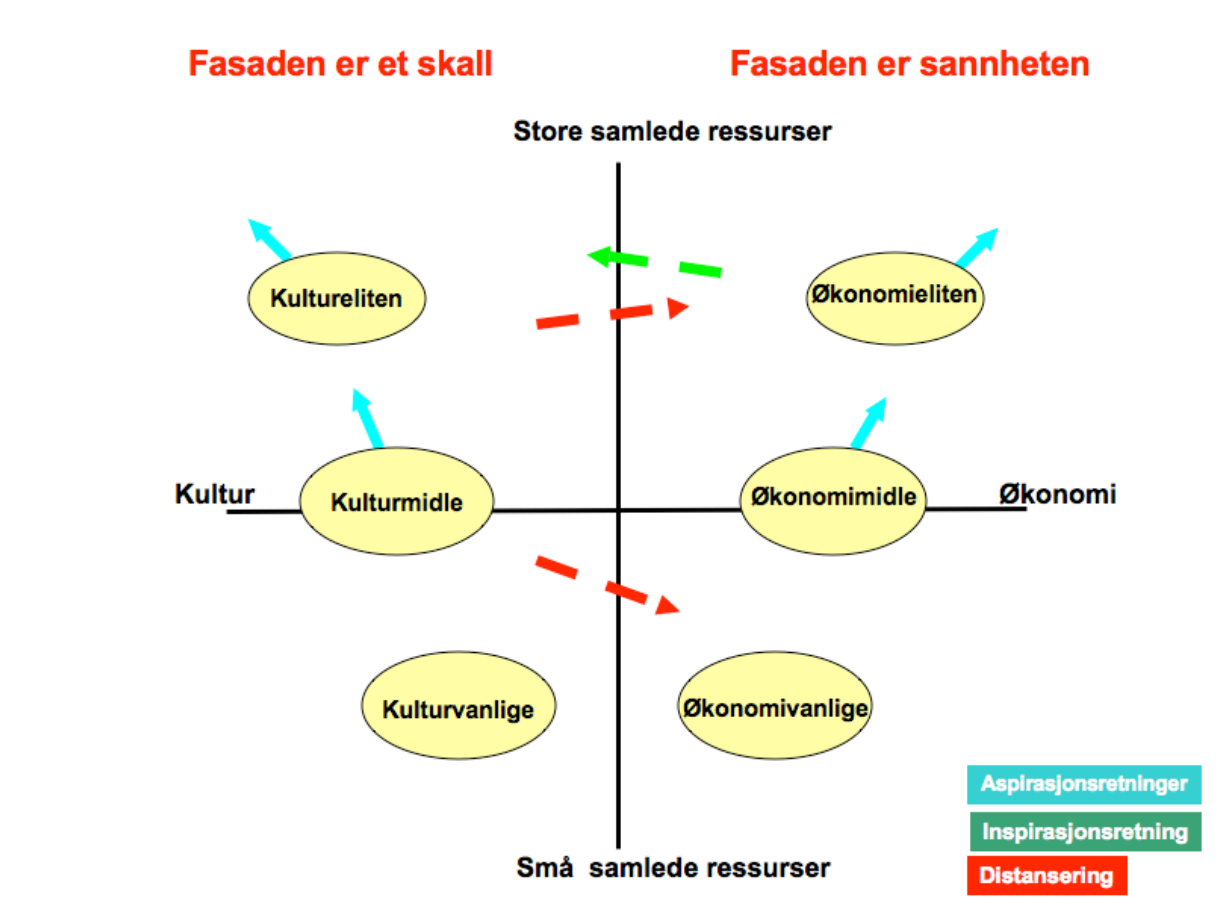 Fasaden er et skall
Fasaden er sannheten
Store samlede ressurser
Kultureliten
Økonomieliten
Kultur
Kulturmidle
Økonomimidle
Økonomi
Kulturvanlige
Økonomivanlige
Aspirasjonsretninger
Inspirasjonsretning
Små  samlede ressurser
Distansering